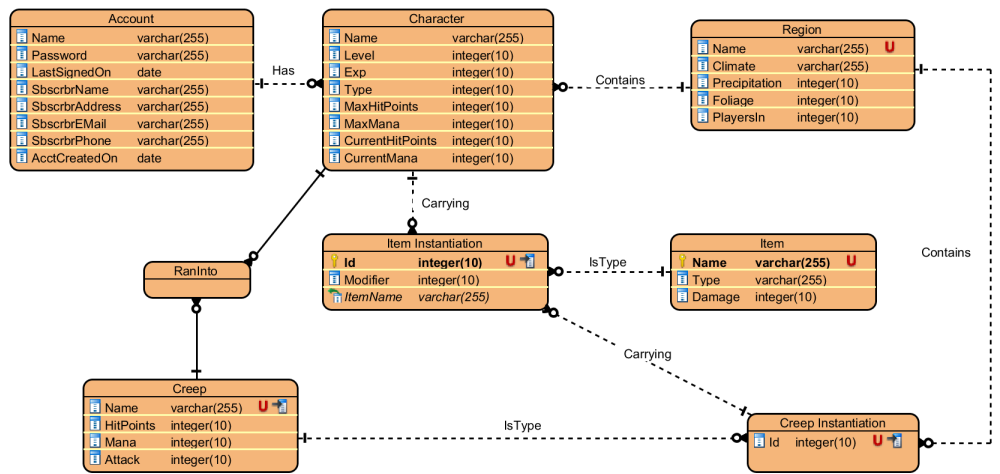 Account
Name varchar(255)
Password varchar(255)
LastSignedOn date
SbscrbrName varchar(255)
SbscrbrAddress varchar(255)
SbscrbrEMail varchar(255)
SbscrbrPhone varchar(255)
AcctCreatedOn date
Has
Character
Name varchar(255)
Level integer(10)
Exp integer(10)
Type integer(10)
MaxHitPoints integer(10)
MaxMana integer(10)
CurrentHitPoints integer(10)
CurrentMana integer(10)
Contains
Region
Name varchar(255) U
Climate varchar(255)
Precipitation integer(10)
Foliage integer(10)
PlayersIn integer(10)
Carrying
RanInto
Item Instantiation
Id integer(10) U
Modifier integer(10)
ItemName varchar(255)
IsType
Item
Name varchar(255) U
Type varchar(255)
Damage integer(10)
Contains
Carrying
Creep
Name varchar(255) U
HitPoints integer(10)
Mana integer(10)
Attack integer(10)
IsType
Creep Instantiation
Id integer(10) U